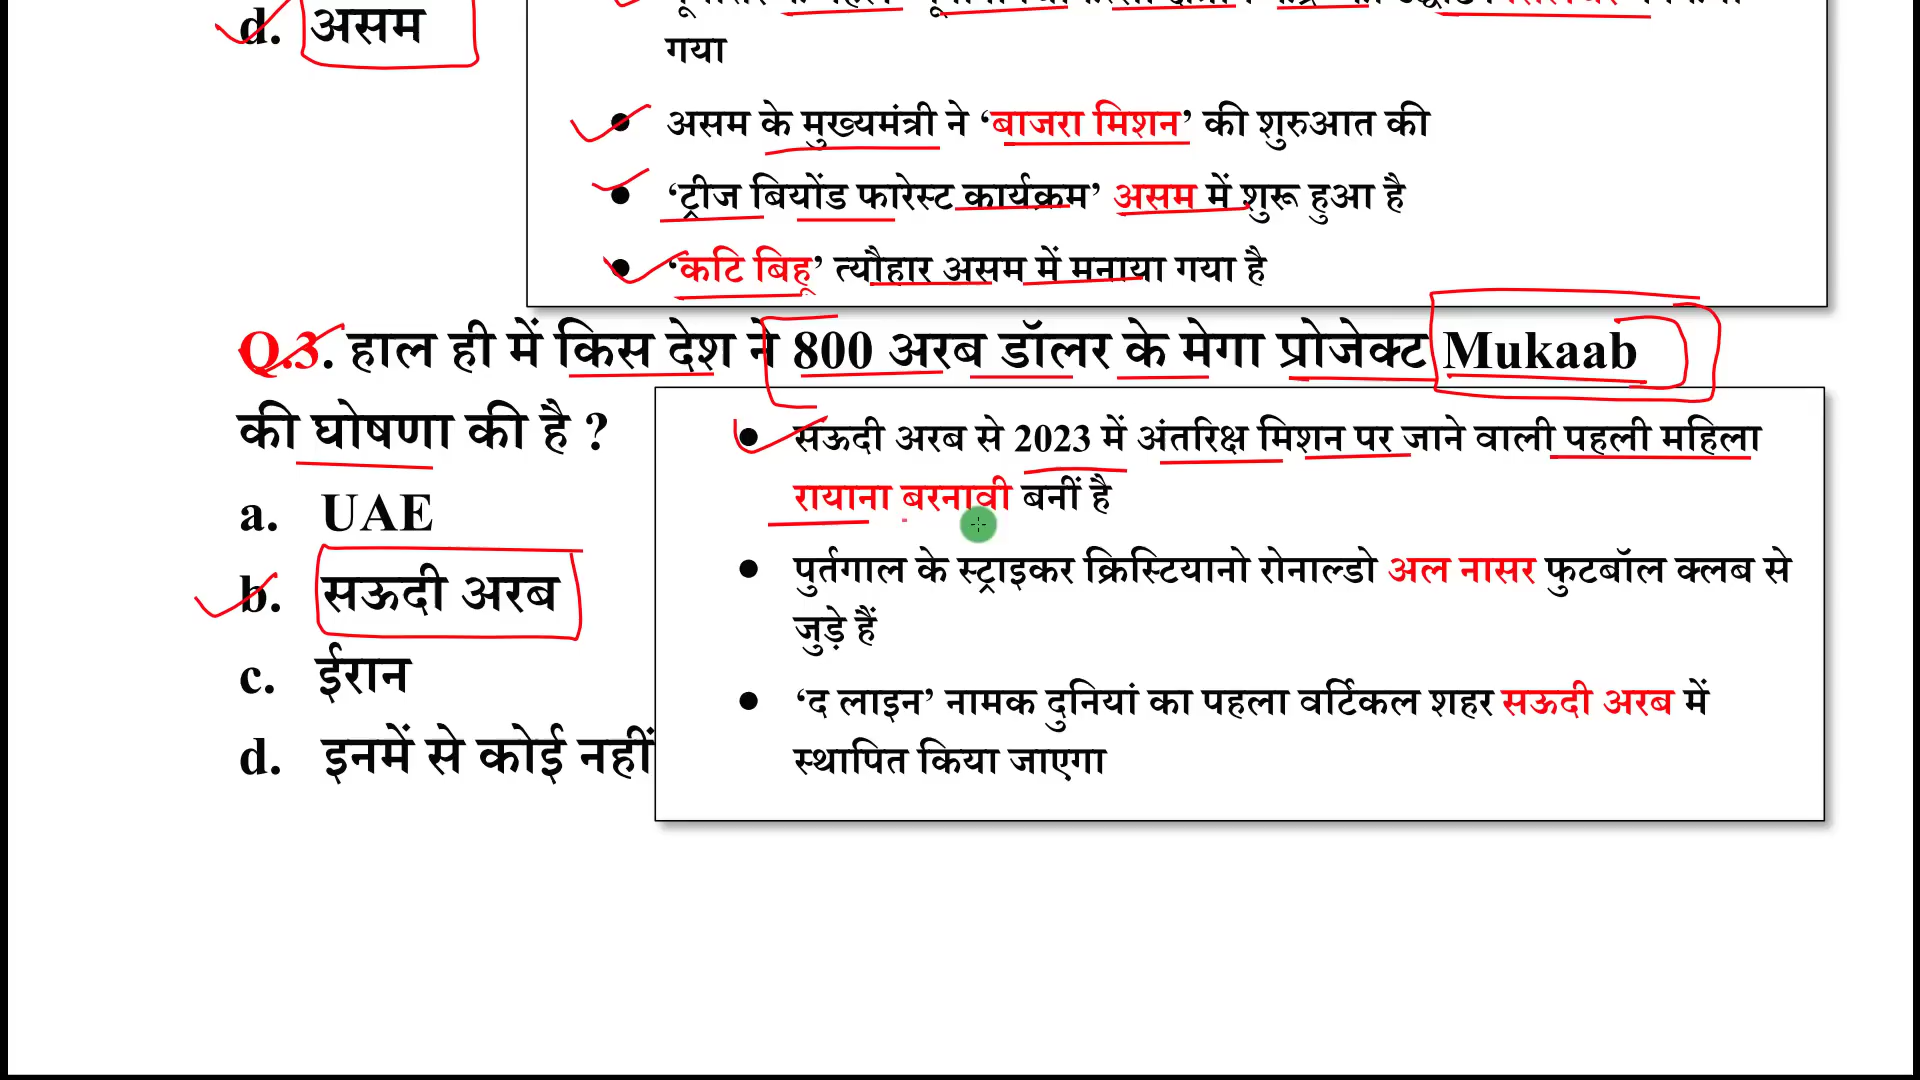 d. असम
गया
● असम के मुख्यमंत्री ने ‘बाजरा मिशन’ की शुरुआत की
● ‘ट्रीज बियोंड फारेस्ट कार्यक्रम’ असम में शुरू हुआ है
● ‘कटि बिहू’ त्यौहार असम में मनाया गया है
Q.3. हाल ही में किस देश ने 800 अरब डॉलर के मेगा प्रोजेक्ट Mukaab
की घोषणा की है ?
a. UAE
b. सऊदी अरब
c. ईरान
d. इनमें से कोई नहीं
● सऊदी अरब से 2023 में अंतरिक्ष मिशन पर जाने वाली पहली महिला
रायाना बरनावी बनीं है
● पुर्तगाल के स्ट्राइकर क्रिस्टियानो रोनाल्डो अल नासर फुटबॉल क्लब से
जुड़े हैं
● ‘द लाइन’ नामक दुनियां का पहला वर्टिकल शहर सऊदी अरब में
स्थापित किया जाएगा